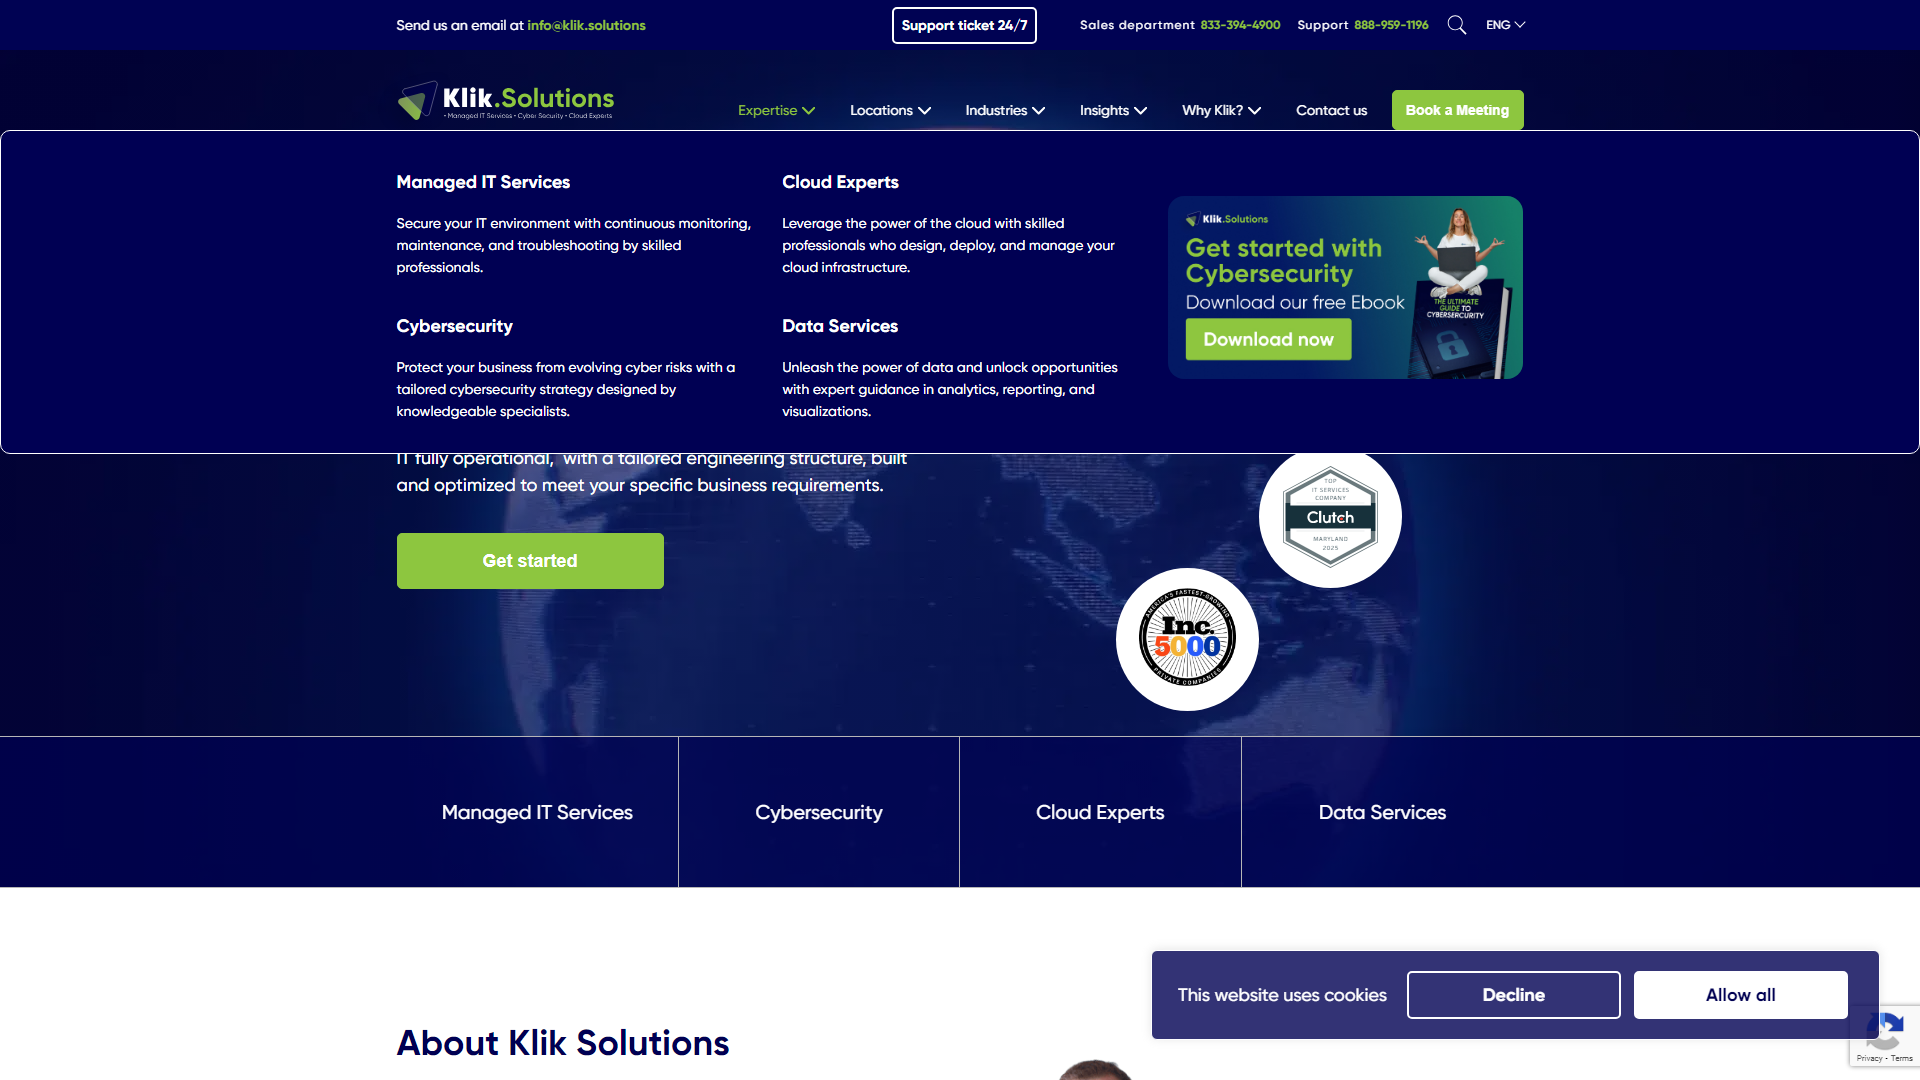 Send us an email at info@klik.solutions
Support ticket 24/7
Sales department 833-394-4900
Support 888-959-1196
ENG
Klik.Solutions
• Managed IT Services • Cyber Security • Cloud Experts
Expertise
Locations
Industries
Insights
Why Klik?
Contact us
Book a Meeting
Managed IT Services
Secure your IT environment with continuous monitoring,
maintenance, and troubleshooting by skilled
professionals.
Cloud Experts
Leverage the power of the cloud with skilled
professionals who design, deploy, and manage your
cloud infrastructure.
Cybersecurity
Protect your business from evolving cyber risks with a
tailored cybersecurity strategy designed by
knowledgeable specialists.
Data Services
Unleash the power of data and unlock opportunities
with expert guidance in analytics, reporting, and
visualizations.
Klik.Solutions
Get started with
Cybersecurity
Download our free Ebook
Download now
THE ULTIMATE
GUIDE TO
CYBERSERCURITY
IT fully operational, with a tailored engineering structure, built
and optimized to meet your specific business requirements.
Get started
TOP
IT SERVICES
COMPANY
Clutch
MARYLAND
2025
AMERICA'S FASTEST-GROWING
Inc.
5000
PRIVATE COMPANIES
Managed IT Services
Cybersecurity
Cloud Experts
Data Services
About Klik Solutions
This website uses cookies
Decline
Allow all
Privacy - Terms